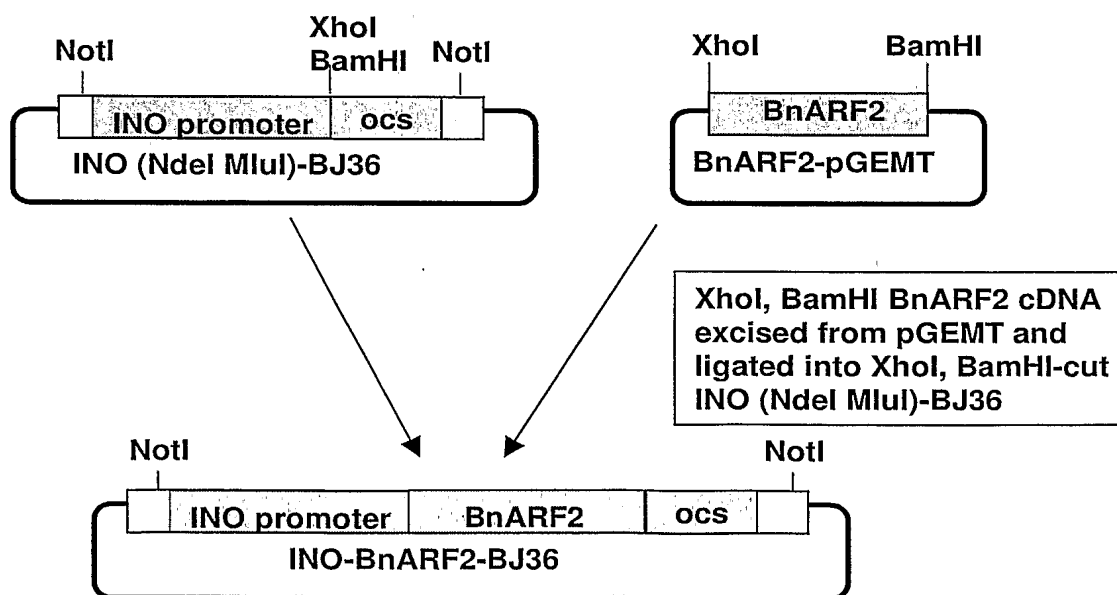 NotI
XhoI
BamHI
NotI
INO promoter
ocs
INO (NdeI MluI)-BJ36
XhoI
BamHI
BnARF2
BnARF2-pGEMT
XhoI, BamHI BnARF2 cDNA
excised from pGEMT and
ligated into XhoI, BamHI-cut
INO (NdeI MluI)-BJ36
NotI
NotI
INO promoter
BnARF2
ocs
INO-BnARF2-BJ36